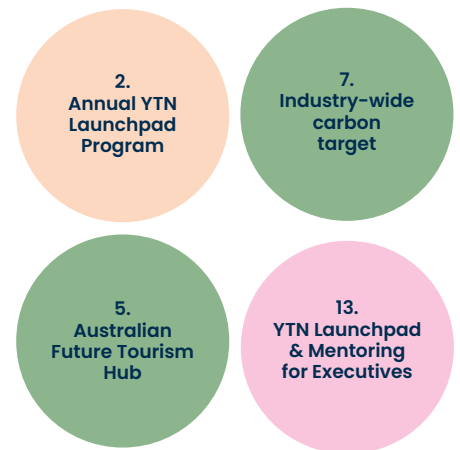 2.
Annual YTN
Launchpad
Program
7.
Industry-wide
carbon
target
5.
Australian
Future Tourism
Hub
13.
YTN Launchpad
& Mentoring
for Executives